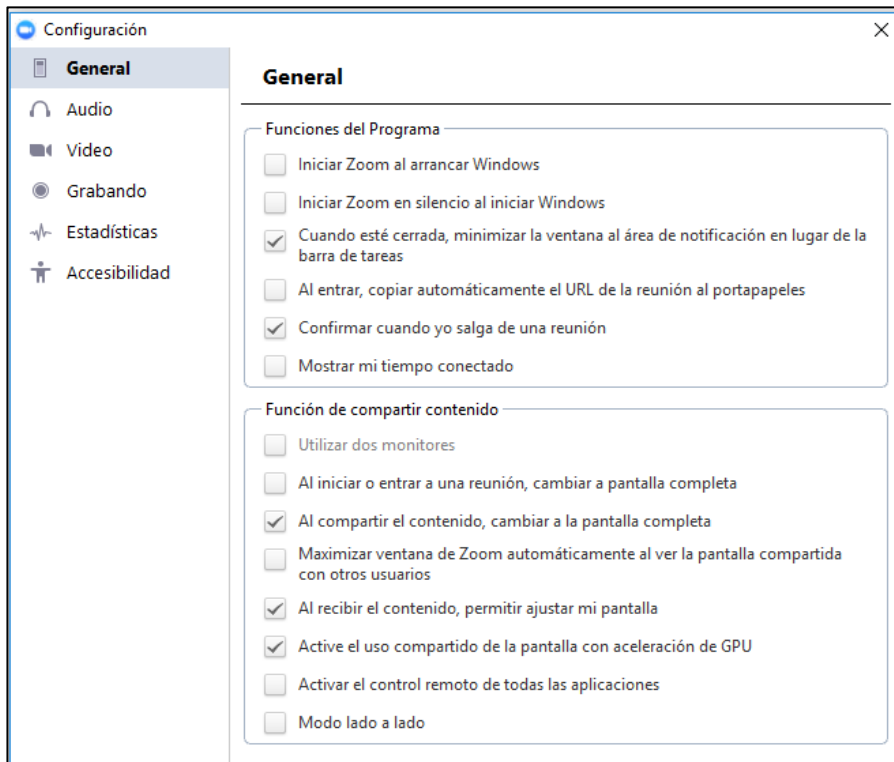 Configuración
General
Audio
Video
Grabando
Estadísticas
Accesibilidad
General
Funciones del Programa
Iniciar Zoom al arrancar Windows
Iniciar Zoom en silencio al iniciar Windows
Cuando esté cerrada, minimizar la ventana al área de notificación en lugar de la
barra de tareas
Al entrar, copiar automáticamente el URL de la reunión al portapapeles
Confirmar cuando yo salga de una reunión
Mostrar mi tiempo conectado
Función de compartir contenido
Utilizar dos monitores
Al iniciar o entrar a una reunión, cambiar a pantalla completa
Al compartir el contenido, cambiar a la pantalla completa
Maximizar ventana de Zoom automáticamente al ver la pantalla compartida
con otros usuarios
Al recibir el contenido, permitir ajustar mi pantalla
Active el uso compartido de la pantalla con aceleración de GPU
Activar el control remoto de todas las aplicaciones
Modo lado a lado